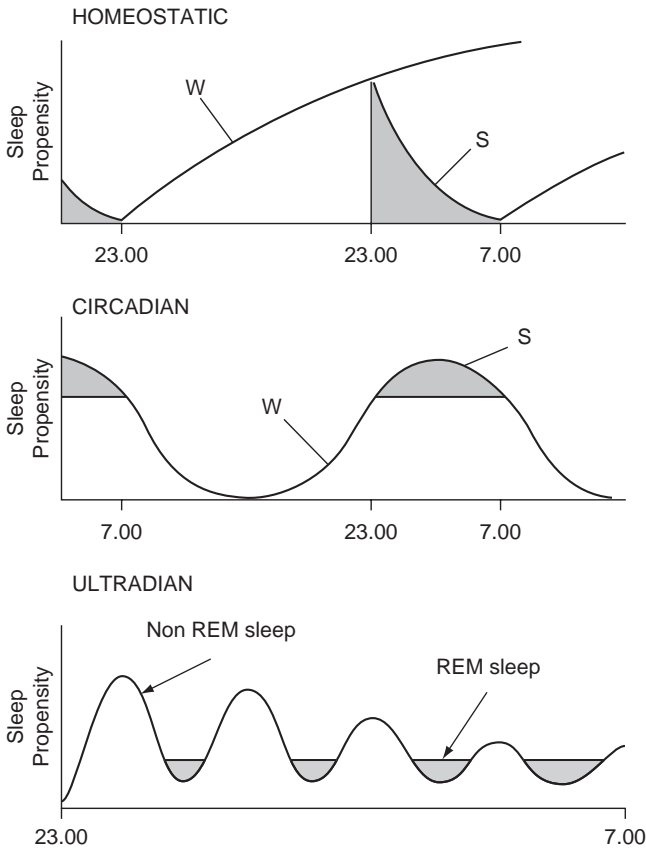 HOMEOSTATIC
Sleep
Propensity
W
S
23.00 23.00 7.00
CIRCADIAN
Sleep
Propensity
S
W
7.00 23.00 7.00
ULTRADIAN
Sleep
Propensity
Non REM sleep
REM sleep
23.00 7.00